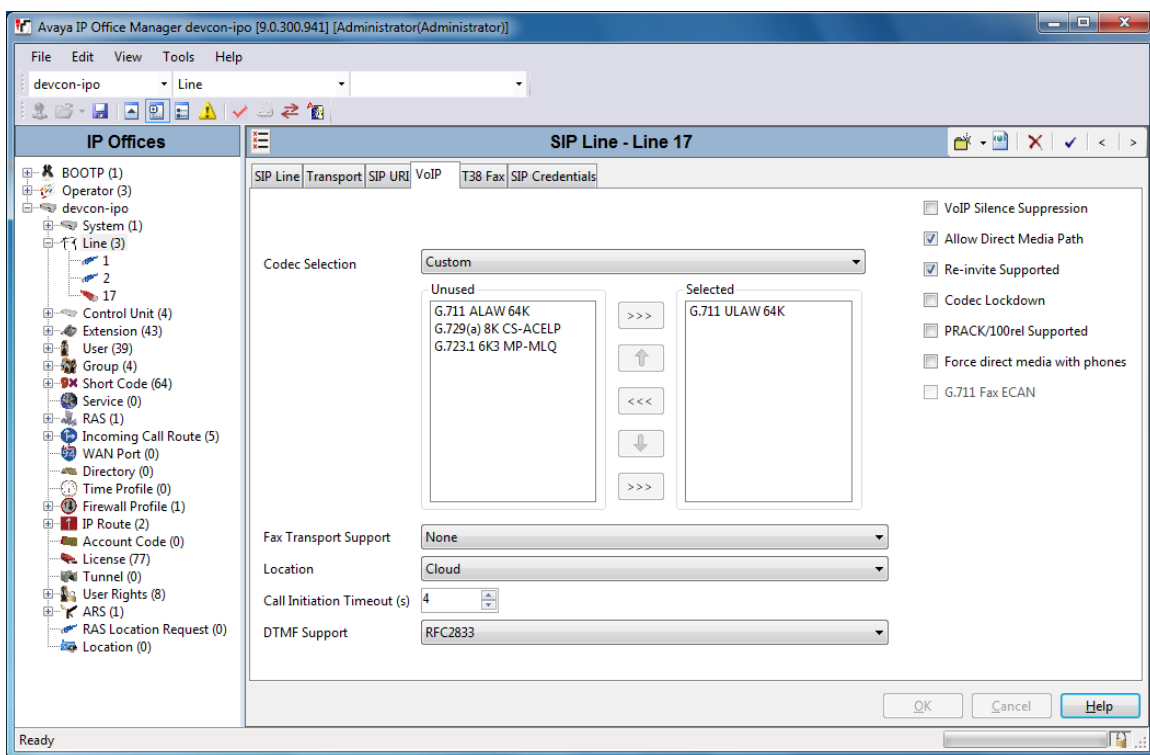 Avaya IP Office Manager devcon-ipo [9.0.300.941] [Administrator(Administrator)]
File Edit View Tools Help
devcon-ipo Line
IP Offices
BOOTP (1)
Operator (3)
devcon-ipo
System (1)
Line (3)
1
2
17
Control Unit (4)
Extension (43)
User (39)
Group (4)
Short Code (64)
Service (0)
RAS (1)
Incoming Call Route (5)
WAN Port (0)
Directory (0)
Time Profile (0)
Firewall Profile (1)
IP Route (2)
Account Code (0)
License (77)
Tunnel (0)
User Rights (8)
ARS (1)
RAS Location Request (0)
Location (0)
SIP Line - Line 17
SIP Line Transport SIP URI VoIP T38 Fax SIP Credentials
Codec Selection Custom
Unused
G.711 ALAW 64K
G.729(a) 8K CS-ACELP
G.723.1 6K3 MP-MLQ
>>>
<<<
>>>
Selected
G.711 ULAW 64K
Fax Transport Support None
Location Cloud
Call Initiation Timeout (s) 4
DTMF Support RFC2833
VoIP Silence Suppression
Allow Direct Media Path
Re-invite Supported
Codec Lockdown
PRACK/100rel Supported
Force direct media with phones
G.711 Fax ECAN
OK Cancel Help
Ready